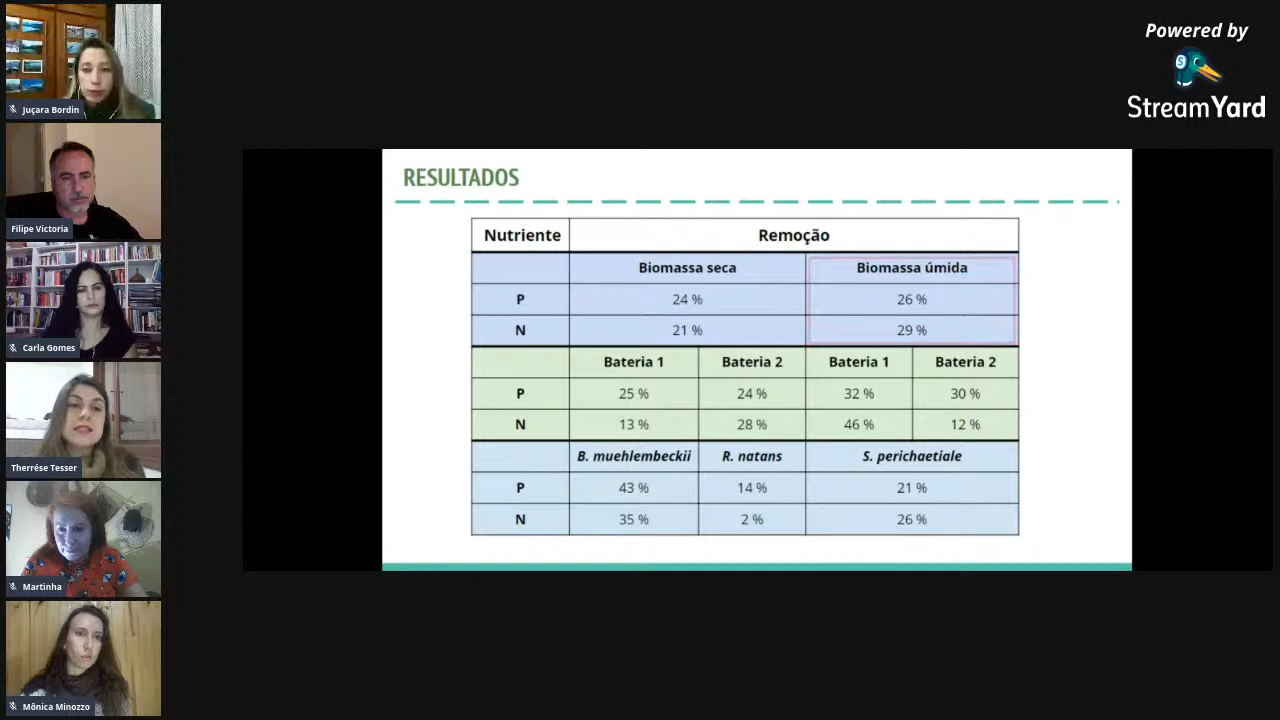 Juçara Bordin
Filipe Victoria
Carla Gomes
Therrése Tesser
Martinha
Mônica Minozzo
Powered by
StreamYard
RESULTADOS
Nutriente Remoção
Biomassa seca Biomassa úmida
P 24 % 26 %
N 21 % 29 %
Bateria 1 Bateria 2 Bateria 1 Bateria 2
P 25 % 24 % 32 % 30 %
N 13 % 28 % 46 % 12 %
B. muehlembeckii R. natans S. perichaetiale
P 43 % 14 % 21 %
N 35 % 2 % 26 %